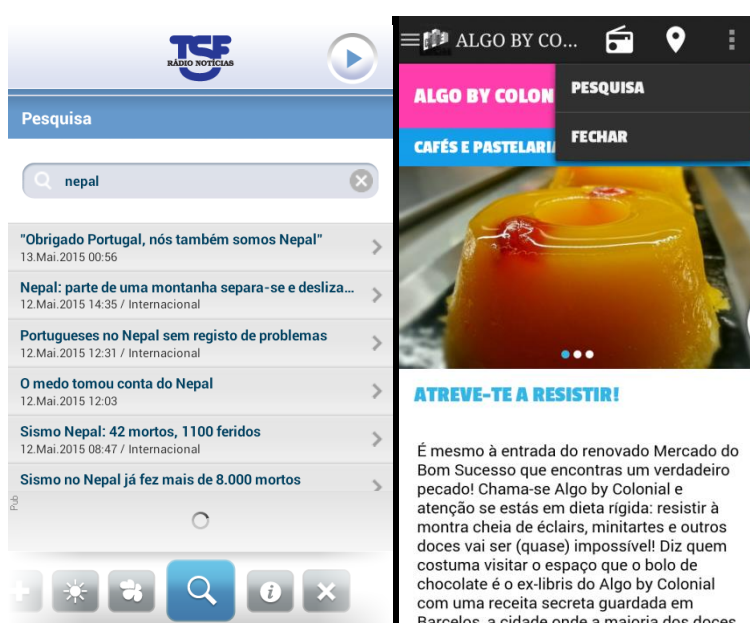 TSF
RÁDIO NOTÍCIAS
Pesquisa
nepal
"Obrigado Portugal, nós também somos Nepal"
13.Mai.2015 00:56
Nepal: parte de uma montanha separa-se e desliza...
12.Mai.2015 14:35 / Internacional
Portugueses no Nepal sem registo de problemas
12.Mai.2015 12:31 / Internacional
O medo tomou conta do Nepal
12.Mai.2015 12:03
Sismo Nepal: 42 mortos, 1100 feridos
12.Mai.2015 08:47 / Internacional
Sismo no Nepal já fez mais de 8.000 mortos
Pub
ALGO BY CO...
PESQUISA
FECHAR
ALGO BY COLON
CAFÉS E PASTELARIA
ATREVE-TE A RESISTIR!
É mesmo à entrada do renovado Mercado do
Bom Sucesso que encontras um verdadeiro
pecado! Chama-se Algo by Colonial e
atenção se estás em dieta rígida: resistir à
montra cheia de éclairs, minitartes e outros
doces vai ser (quase) impossível! Diz quem
costuma visitar o espaço que o bolo de
chocolate é o ex-libris do Algo by Colonial
com uma receita secreta guardada em
Barcelos, a cidade onde a maioria dos doces